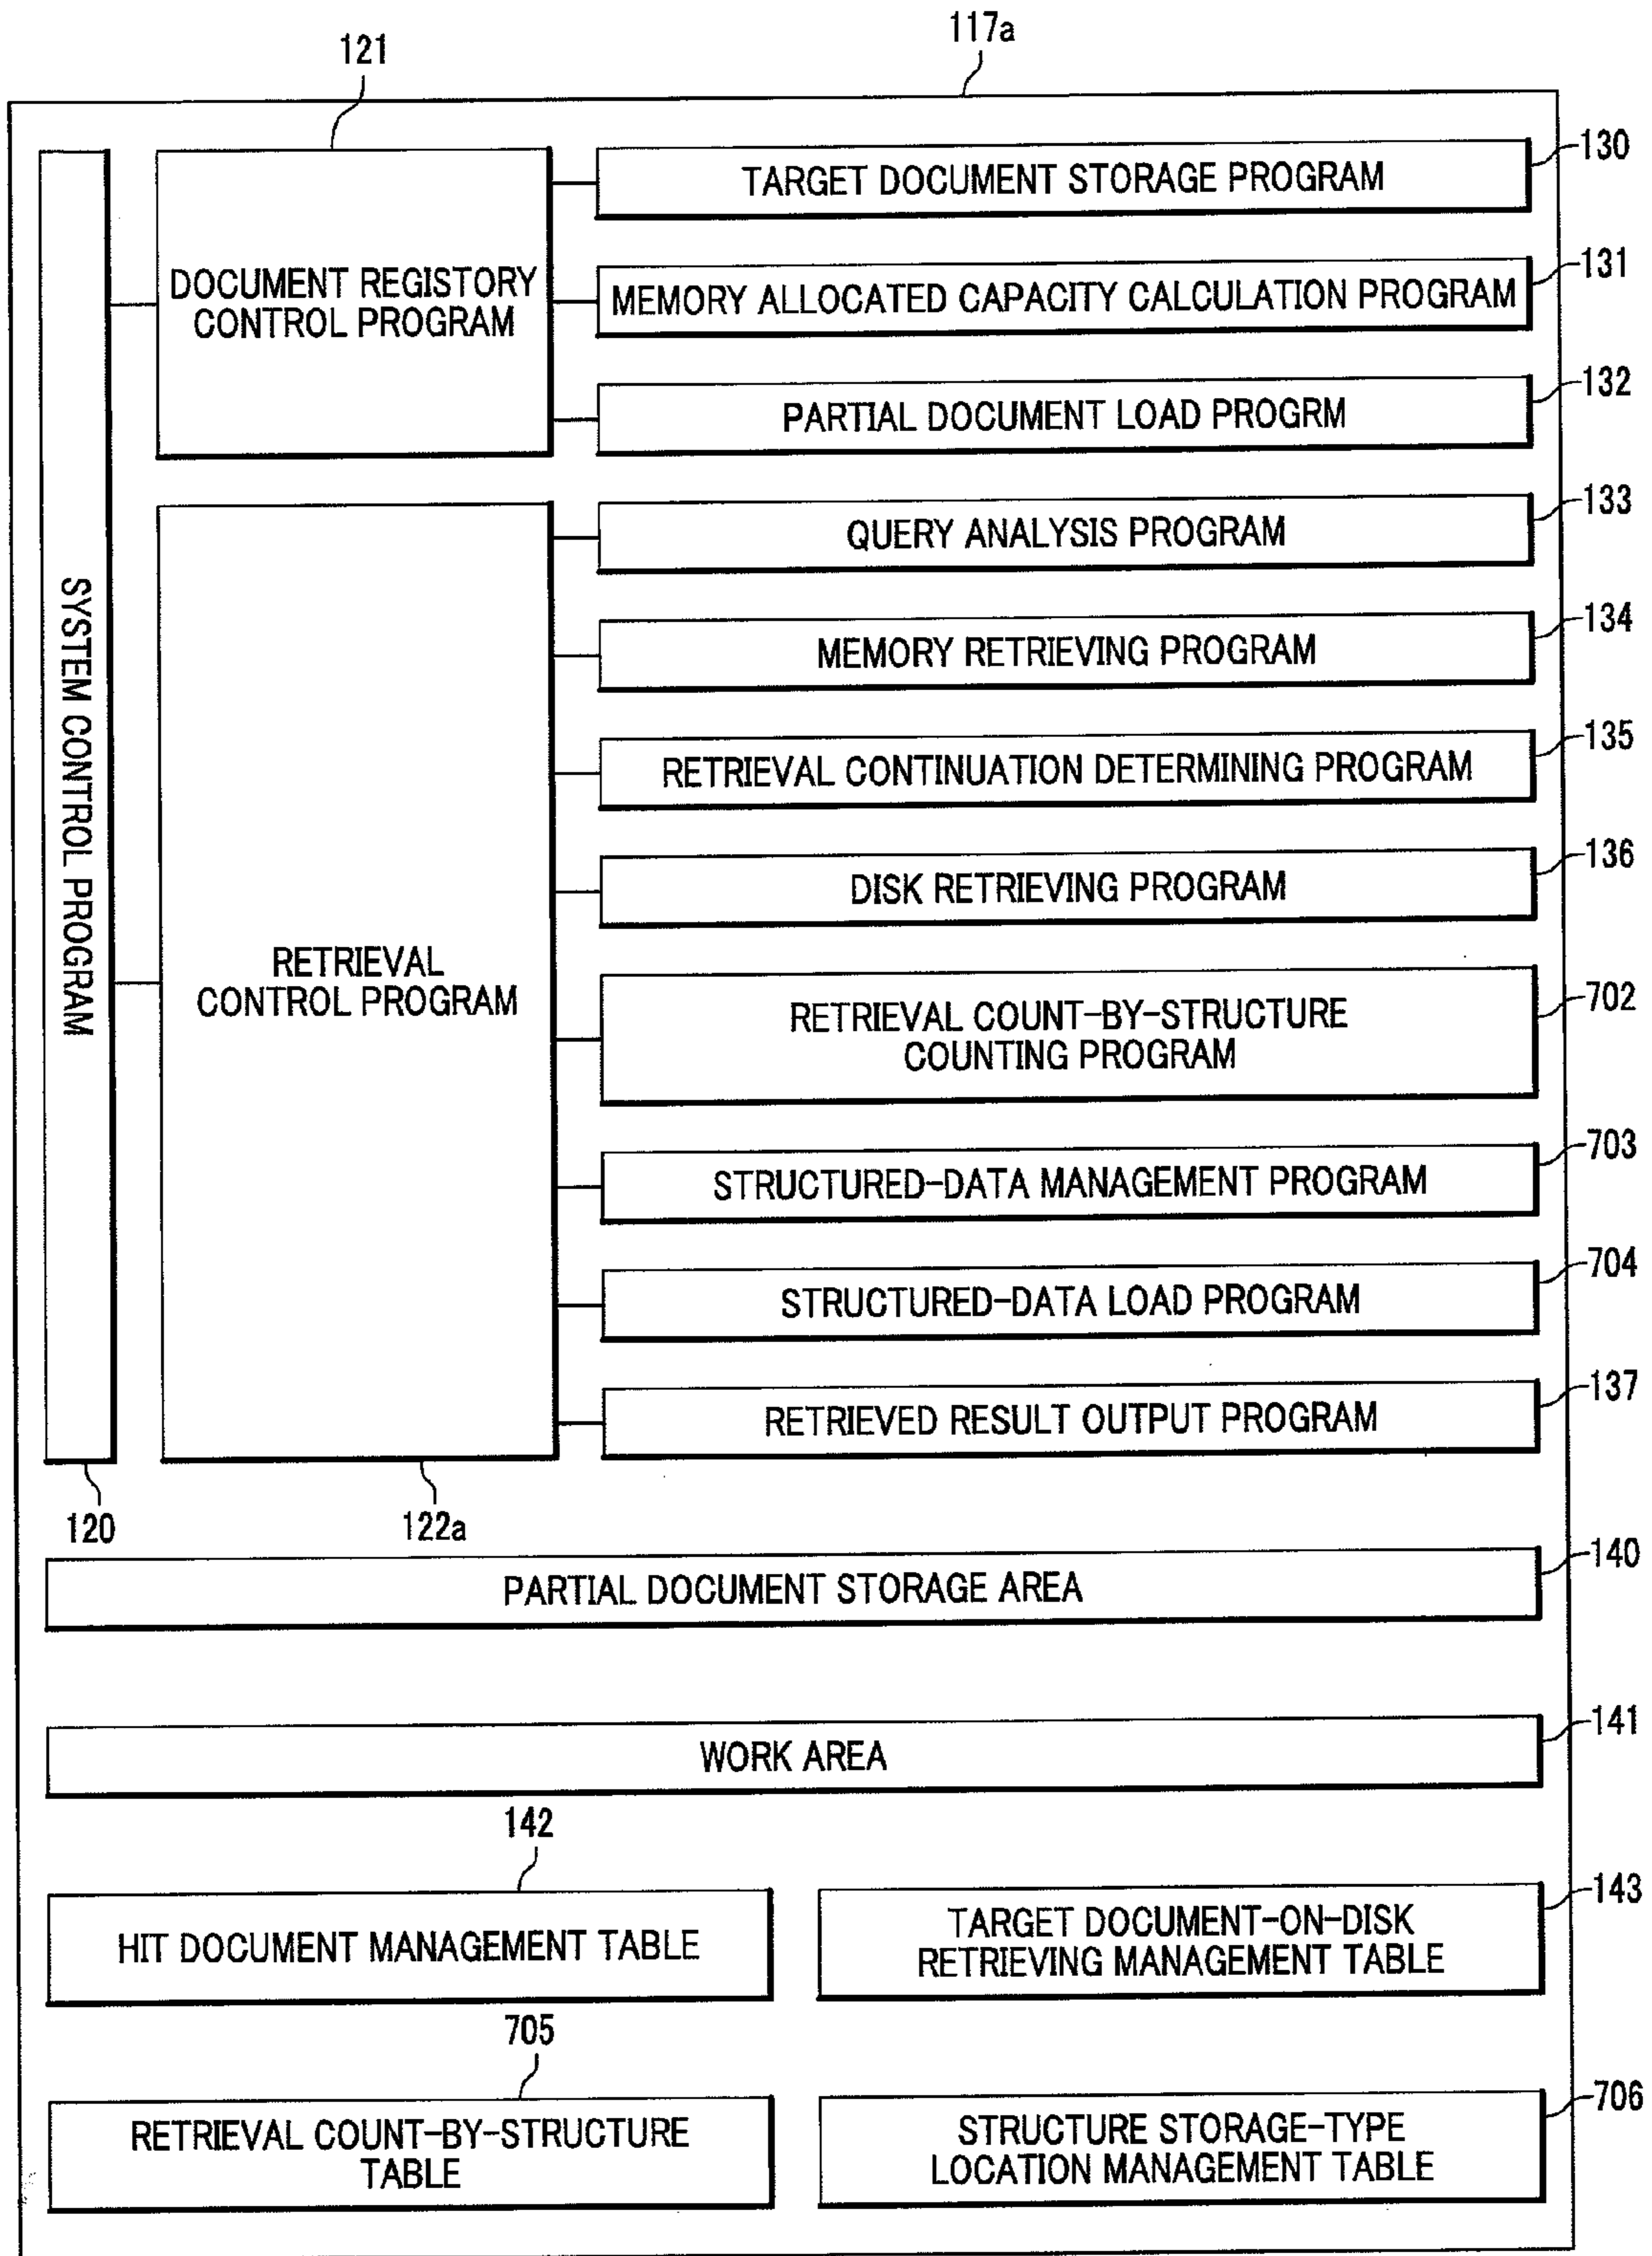 117a
121
130
TARGET DOCUMENT STORAGE PROGRAM
DOCUMENT REGISTORY
CONTROL PROGRAM
131
MEMORY ALLOCATED CAPACITY CALCULATION PROGRAM
132
PARTIAL DOCUMENT LOAD PROGRM
133
QUERY ANALYSIS PROGRAM
134
MEMORY RETRIEVING PROGRAM
SYSTEM CONTROL PROGRAM
135
RETRIEVAL CONTINUATION DETERMINING PROGRAM
136
DISK RETRIEVING PROGRAM
RETRIEVAL
CONTROL PROGRAM
702
RETRIEVAL COUNT-BY-STRUCTURE
COUNTING PROGRAM
703
STRUCTURED-DATA MANAGEMENT PROGRAM
704
STRUCTURED-DATA LOAD PROGRAM
137
RETRIEVED RESULT OUTPUT PROGRAM
120
122a
140
PARTIAL DOCUMENT STORAGE AREA
141
WORK AREA
142
HIT DOCUMENT MANAGEMENT TABLE
143
TARGET DOCUMENT-ON-DISK
RETRIEVING MANAGEMENT TABLE
705
RETRIEVAL COUNT-BY-STRUCTURE
TABLE
706
STRUCTURE STORAGE-TYPE
LOCATION MANAGEMENT TABLE